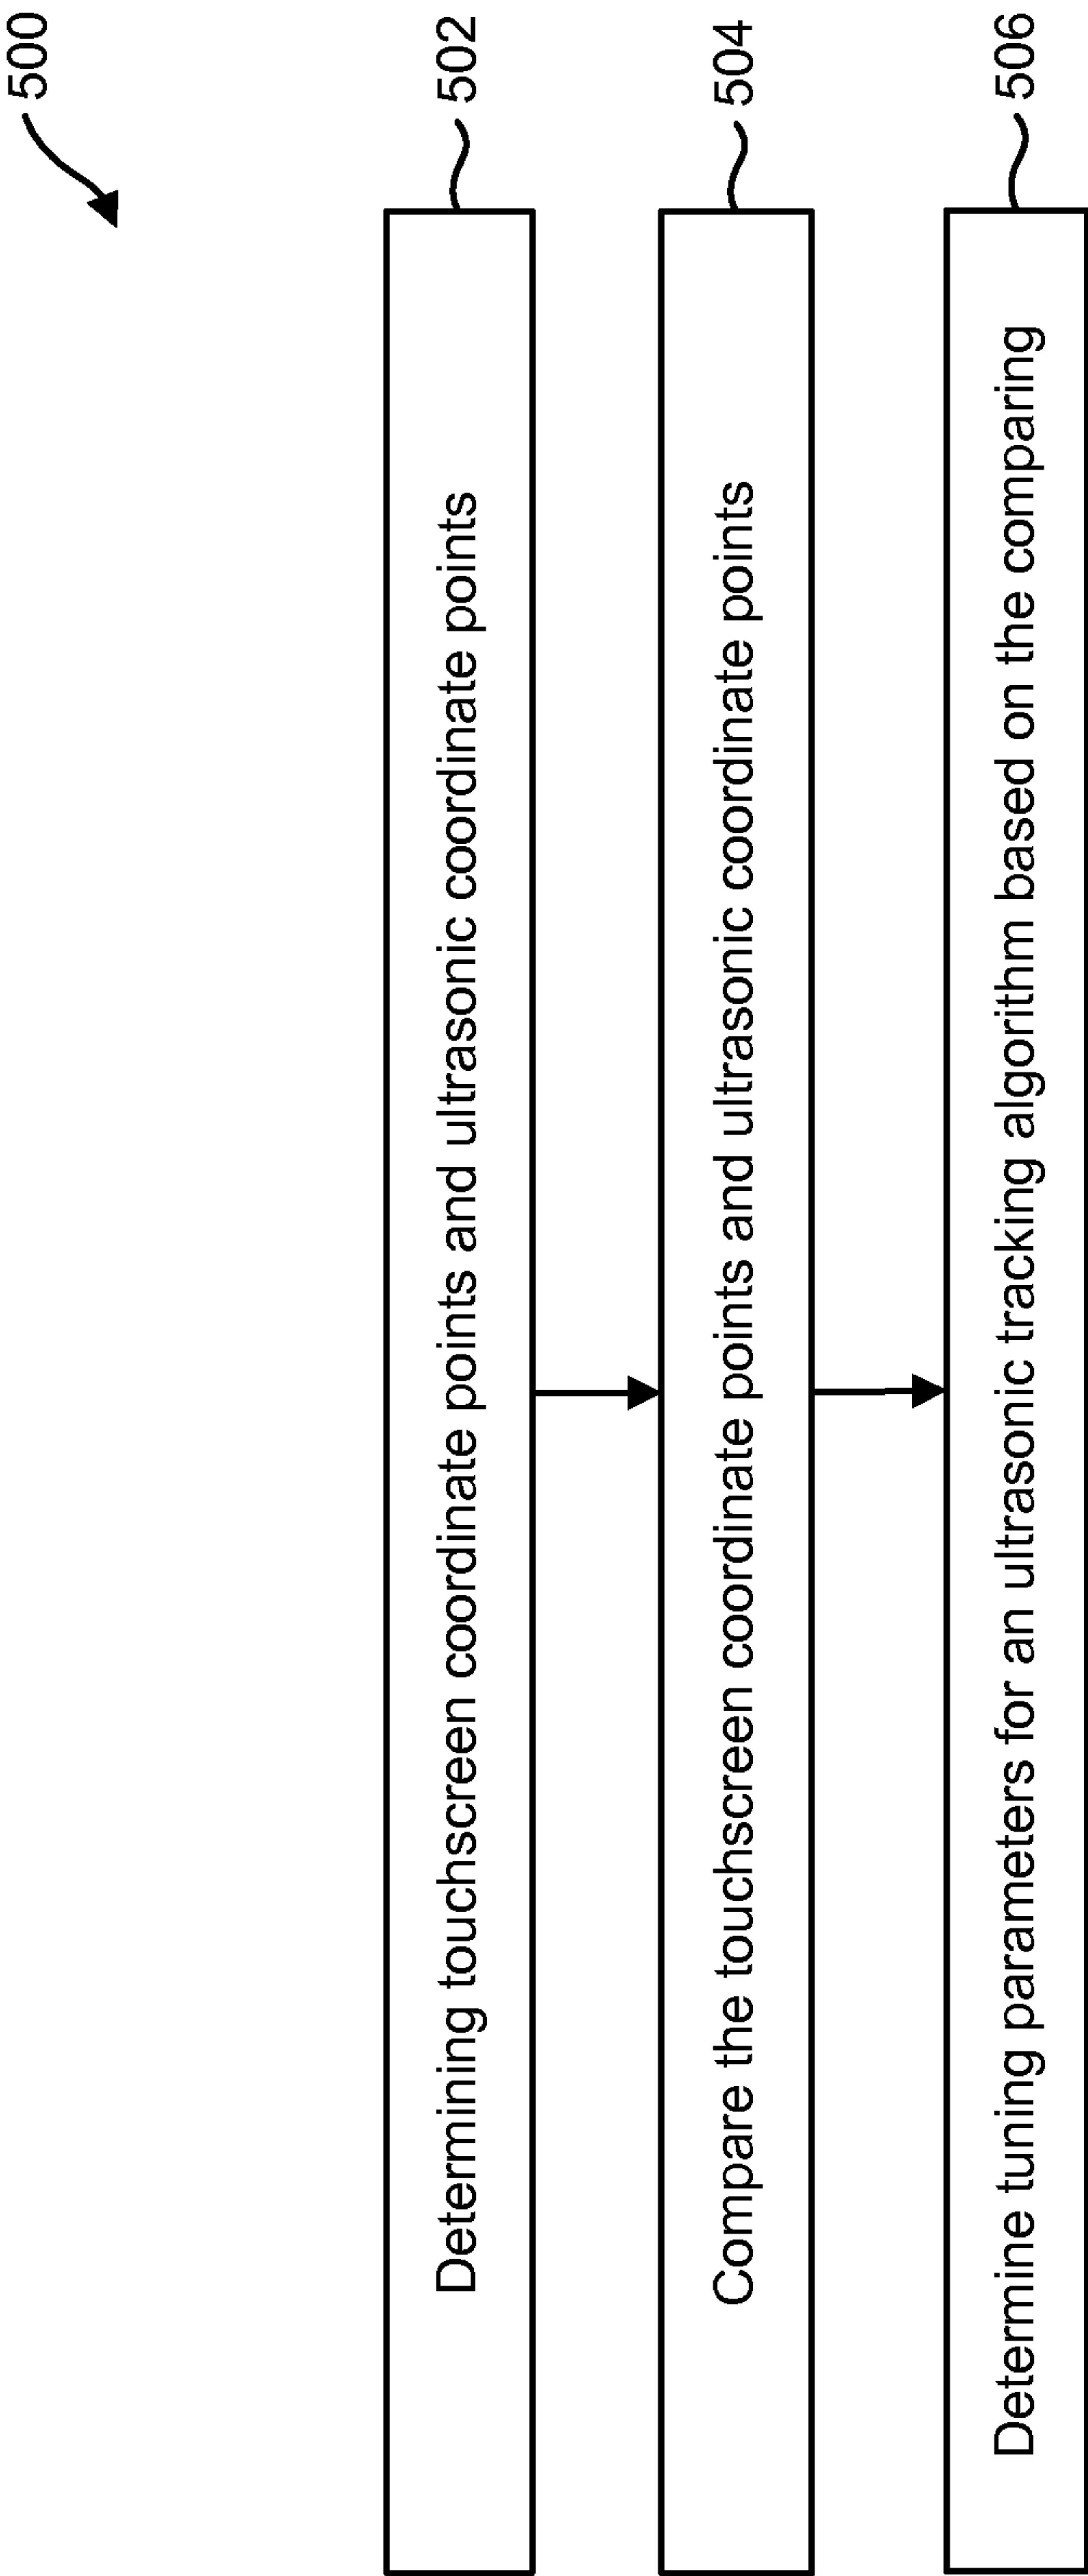 500
Determining touchscreen coordinate points and ultrasonic coordinate points
502
Compare the touchscreen coordinate points and ultrasonic coordinate points
504
Determine tuning parameters for an ultrasonic tracking algorithm based on the comparing
506